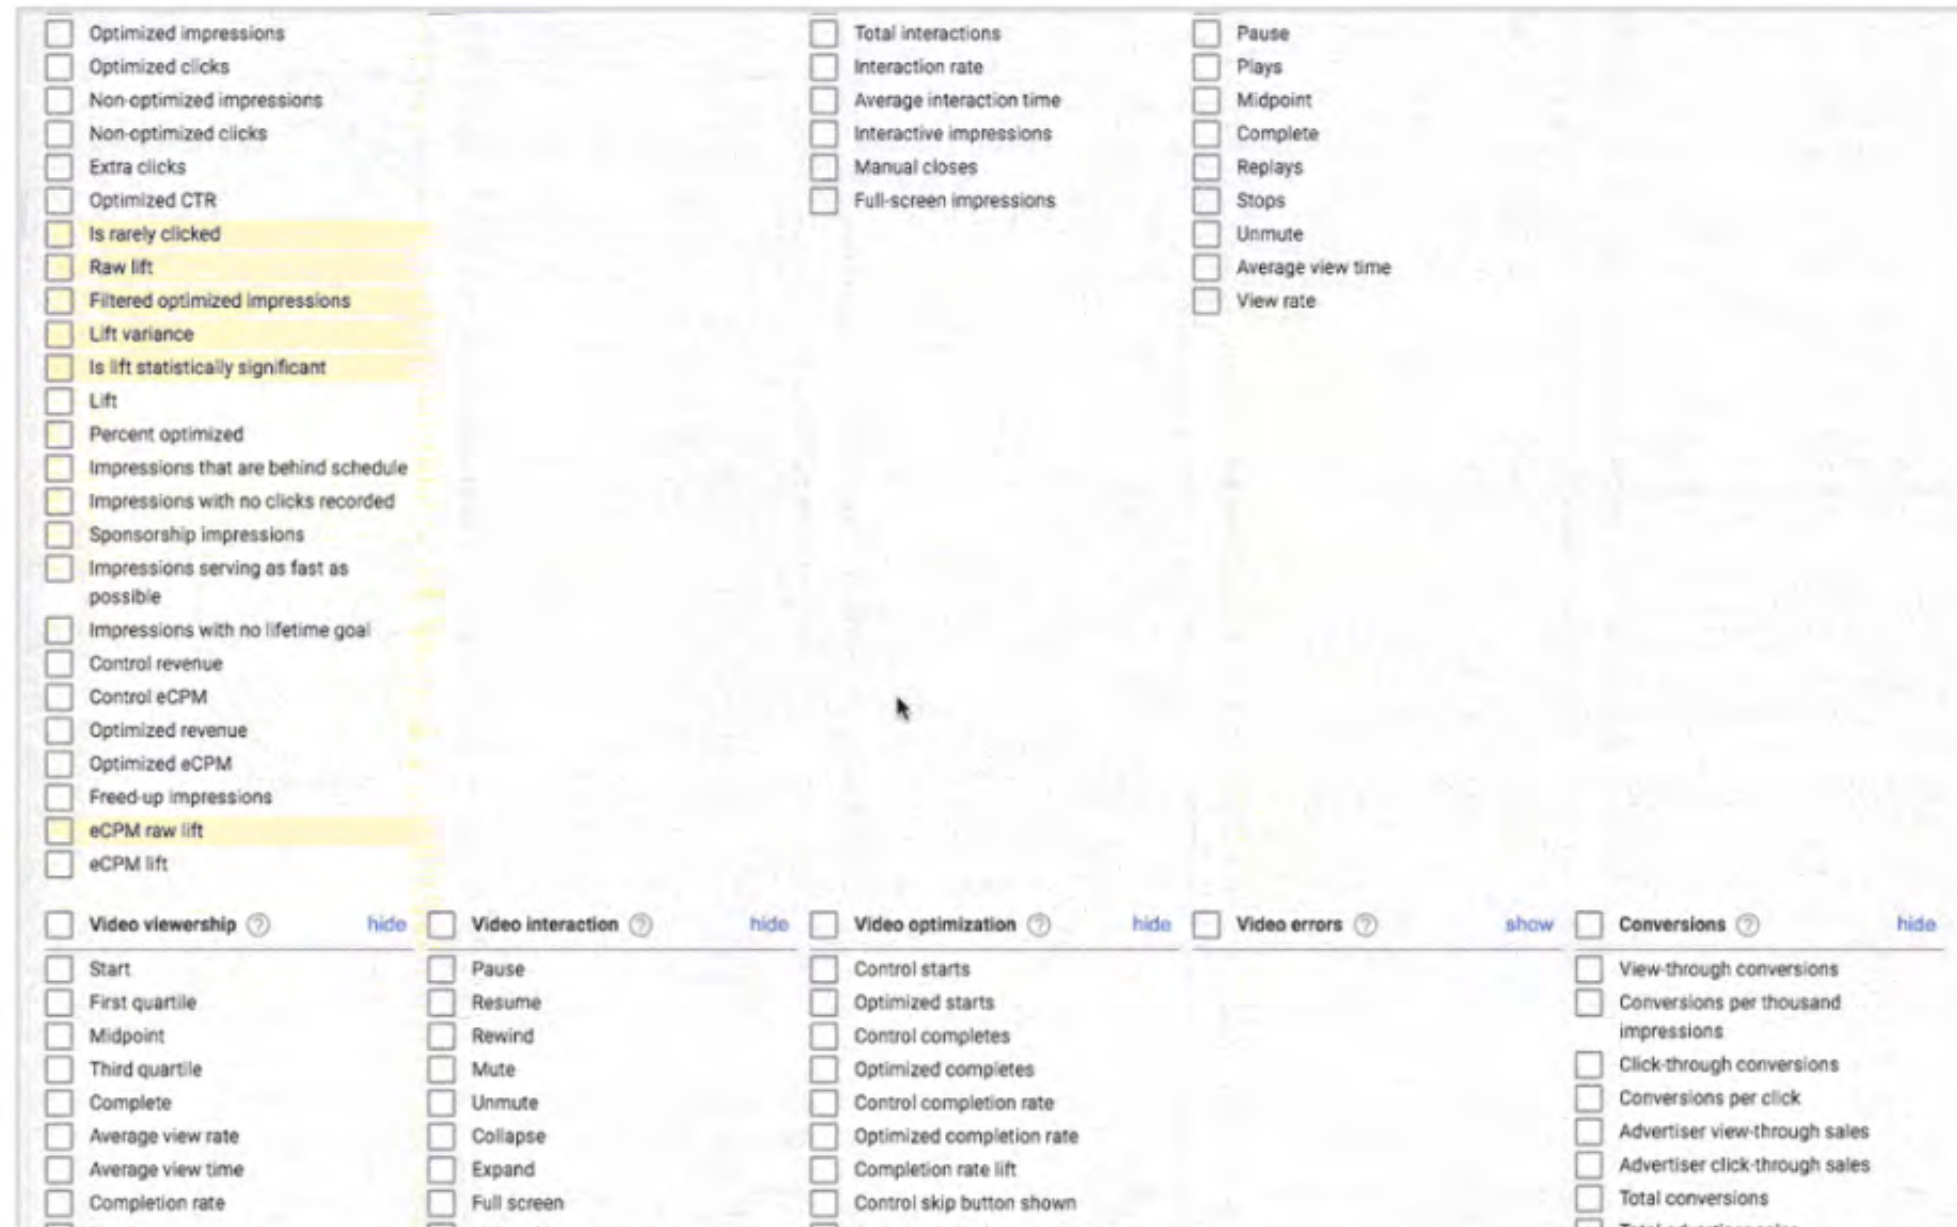 Optimized impressions
Optimized clicks
Non-optimized impressions
Non-optimized clicks
Extra clicks
Optimized CTR
Is rarely clicked
Raw lift
Filtered optimized impressions
Lift variance
Is lift statistically significant
Lift
Percent optimized
Impressions that are behind schedule
Impressions with no clicks recorded
Sponsorship impressions
Impressions serving as fast as
possible
Impressions with no lifetime goal
Control revenue
Control eCPM
Optimized revenue
Optimized eCPM
Freed-up impressions
eCPM raw lift
eCPM lift
Total interactions
Interaction rate
Average interaction time
Interactive impressions
Manual closes
Full-screen impressions
Pause
Plays
Midpoint
Complete
Replays
Stops
Unmute
Average view time
View rate
Video viewership ? hide
Start
First quartile
Midpoint
Third quartile
Complete
Average view rate
Average view time
Completion rate
Video interaction ? hide
Pause
Resume
Rewind
Mute
Unmute
Collapse
Expand
Full screen
Video optimization ? hide
Control starts
Optimized starts
Control completes
Optimized completes
Control completion rate
Optimized completion rate
Completion rate lift
Control skip button shown
Video errors ? show
Conversions ? hide
View-through conversions
Conversions per thousand
impressions
Click-through conversions
Conversions per click
Advertiser view-through sales
Advertiser click-through sales
Total conversions